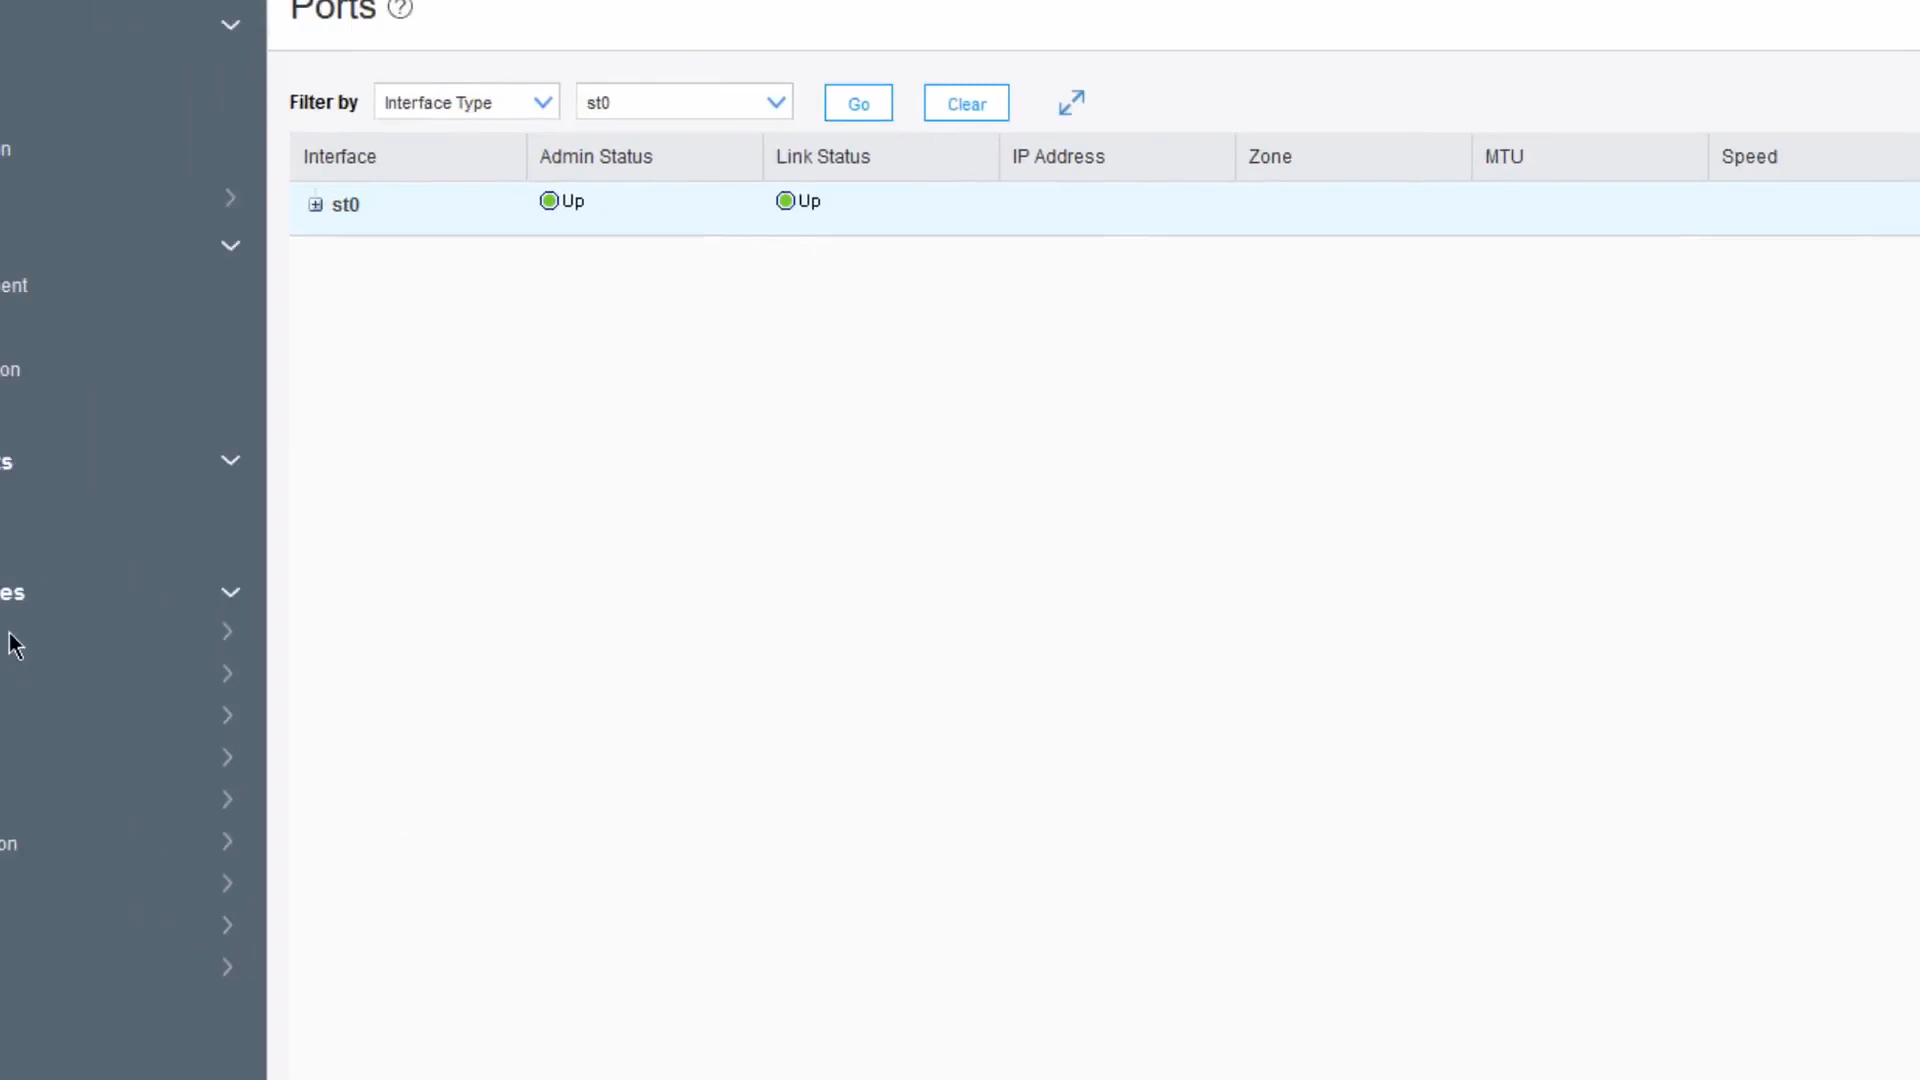 Ports ?
Filter by Interface Type st0 Go Clear
Interface Admin Status Link Status IP Address Zone MTU Speed
st0 Up Up
n
ent
on
s
es
on